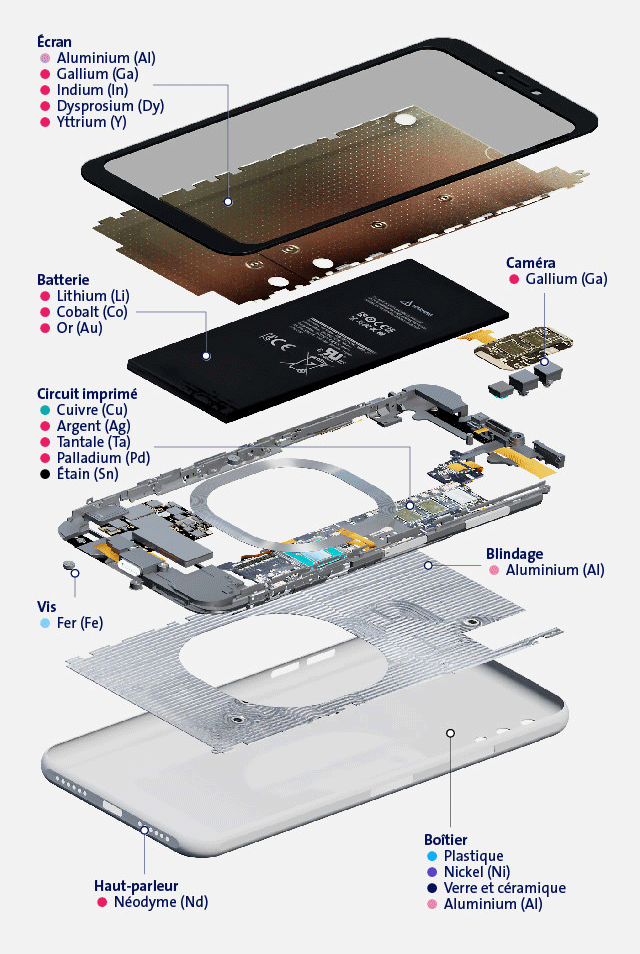 Écran
Aluminium (Al)
Gallium (Ga)
Indium (In)
Dysprosium (Dy)
Yttrium (Y)
Batterie
Lithium (Li)
Cobalt (Co)
Or (Au)
Caméra
Gallium (Ga)
Circuit imprimé
Cuivre (Cu)
Argent (Ag)
Tantale (Ta)
Palladium (Pd)
Étain (Sn)
Blindage
Aluminium (Al)
Vis
Fer (Fe)
Boîtier
Plastique
Nickel (Ni)
Verre et céramique
Aluminium (Al)
Haut-parleur
Néodyme (Nd)